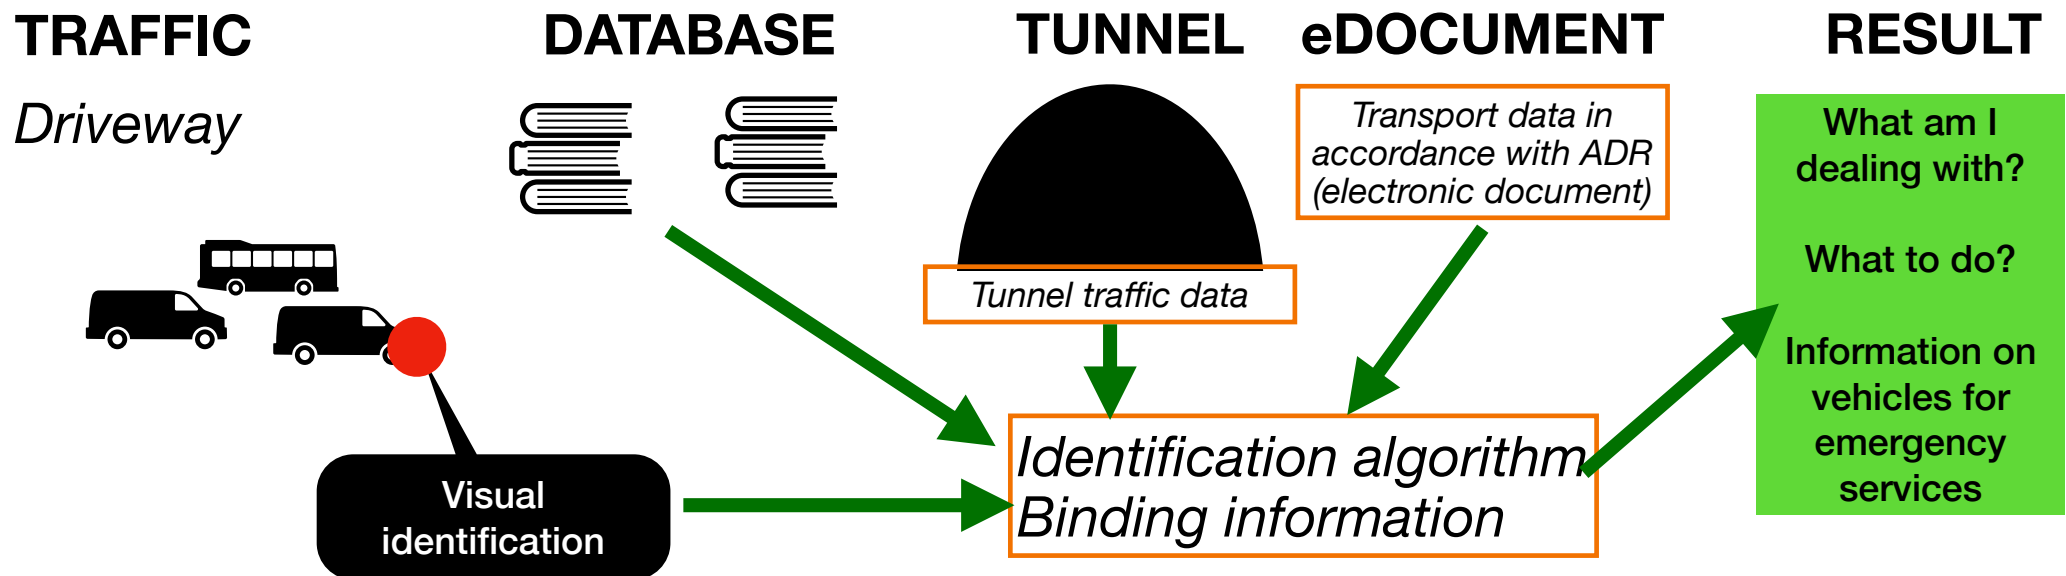 TRAFFIC
DATABASE
TUNNEL
eDOCUMENT
RESULT
Driveway
Transport data in
accordance with ADR
(electronic document)
What am I
dealing with?
What to do?
Information on
vehicles for
emergency
services
Tunnel traffic data
Identification algorithm
Binding information
Visual
identification